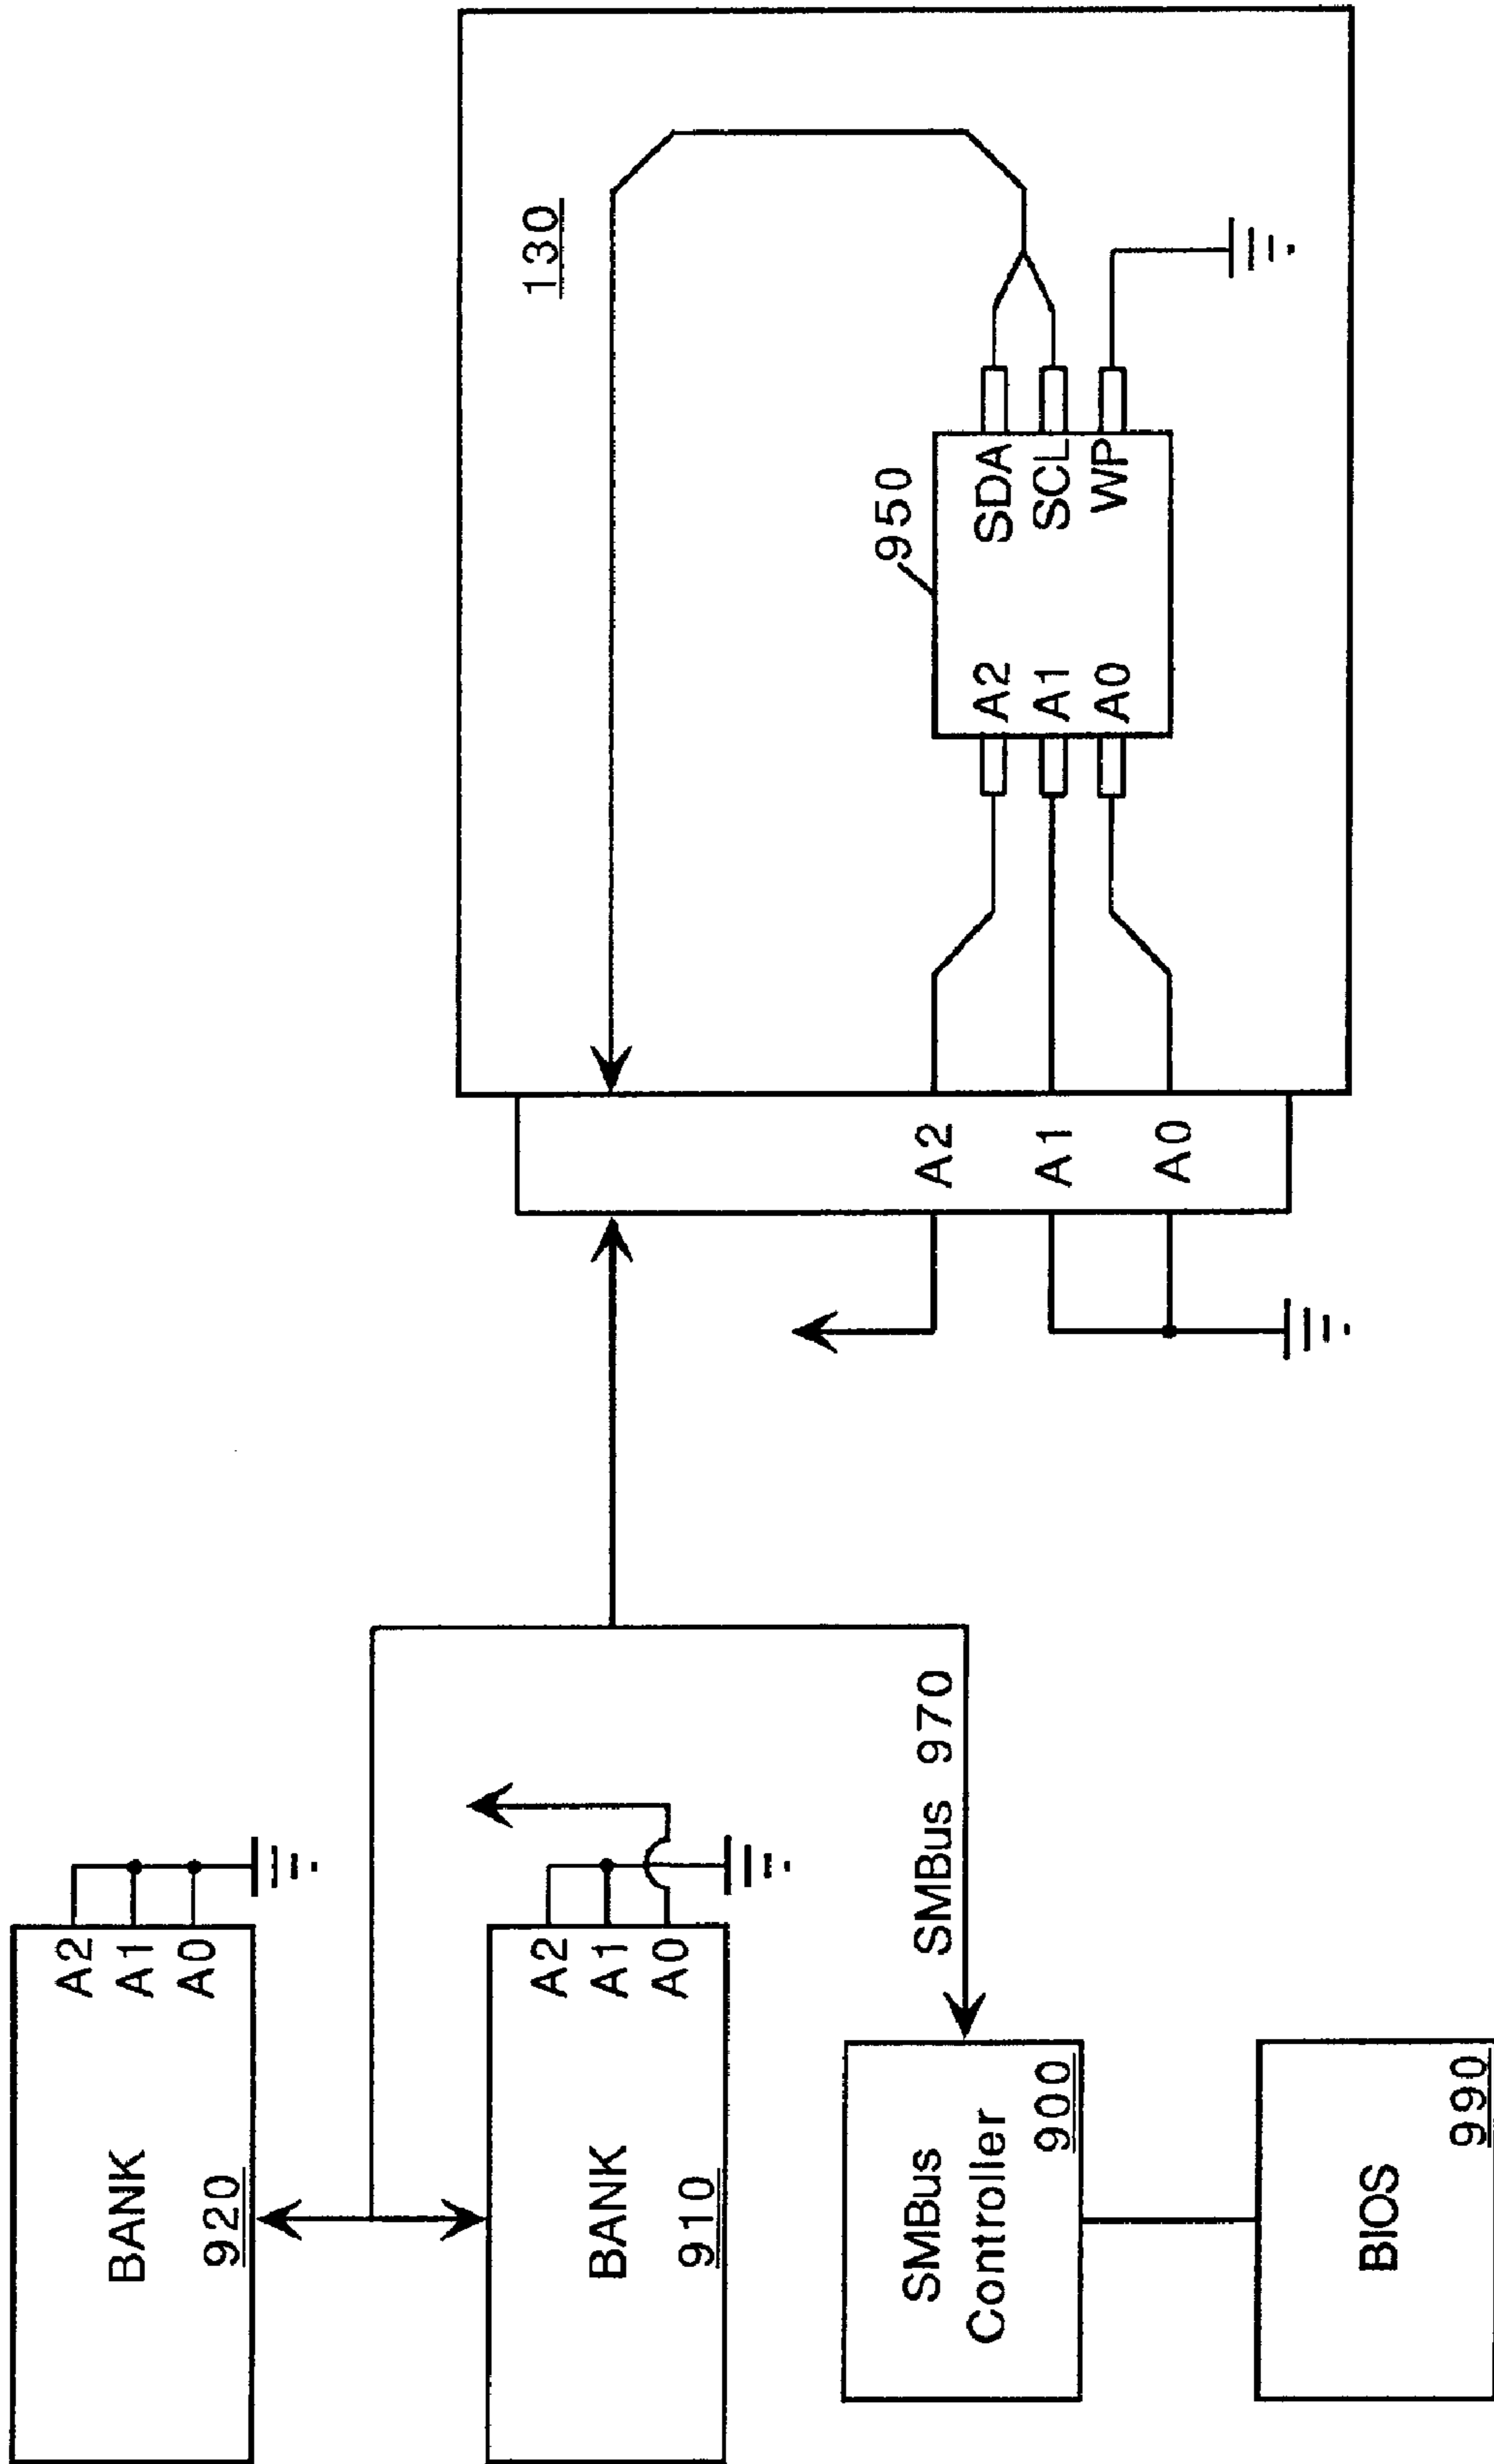 BANK
920
A2
A1
A0
BANK
910
A2
A1
A0
SMBus
Controller
900
BIOS
990
SMBus 970
A2
A1
A0
130
950
A2
A1
A0
SDA
SCL
WP